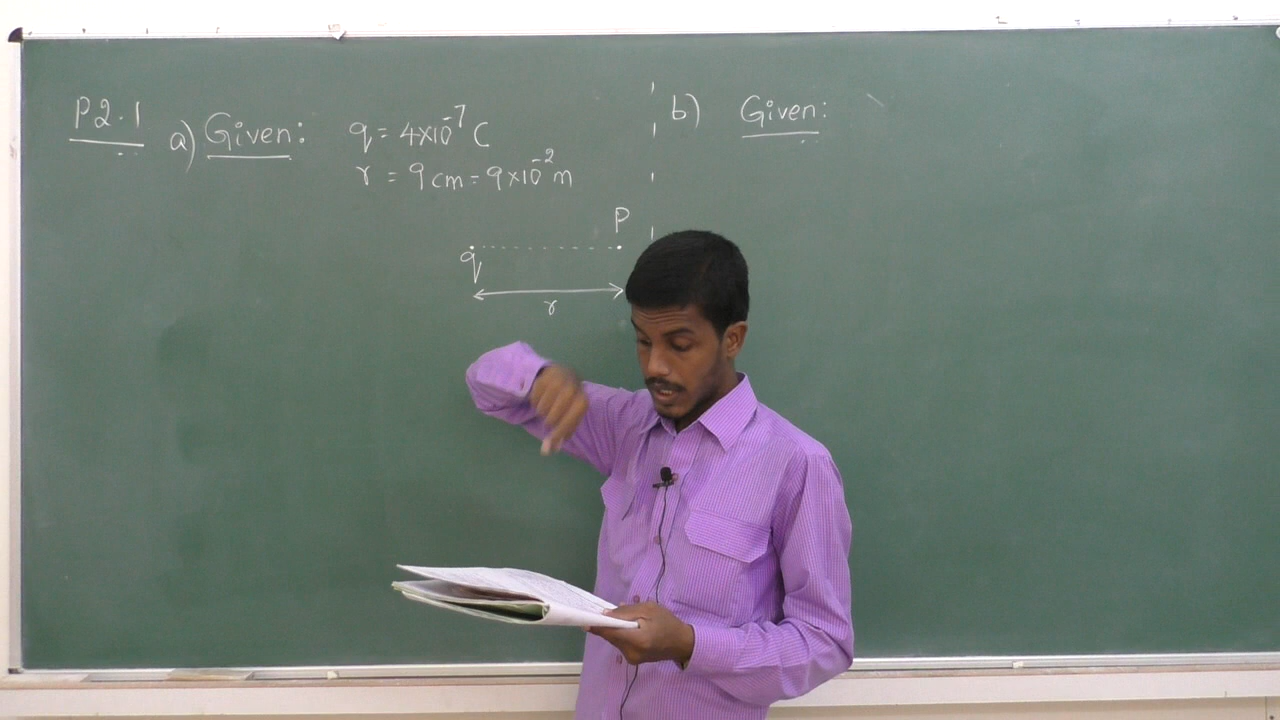 P2.1
a) Given: q = 4×10⁻⁷ C
r = 9 cm = 9×10⁻² m
P
q
r
b) Given: